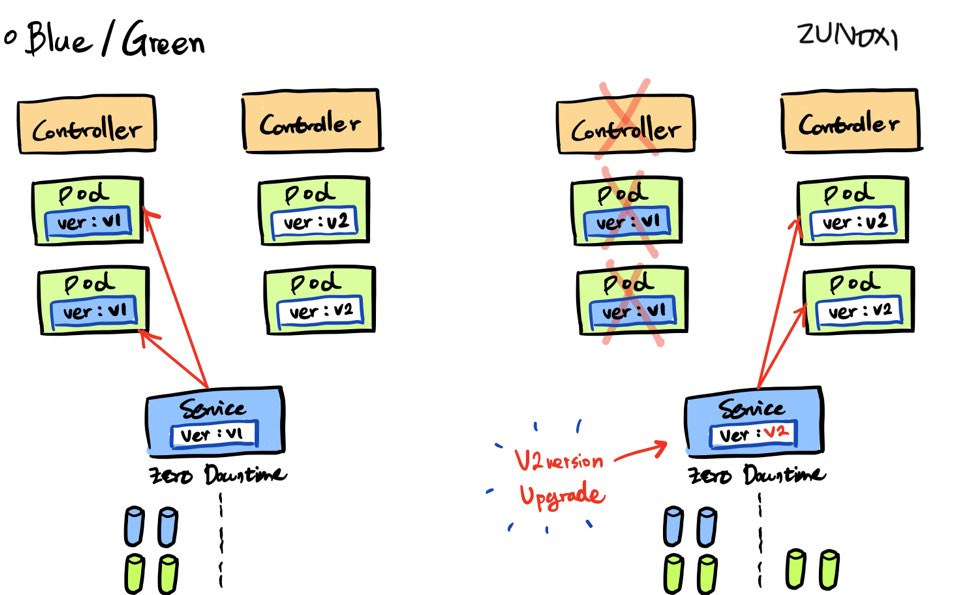 Blue / Green
ZUNOXI
Controller
Controller
Controller
Controller
Pod
ver : v1
Pod
ver : v2
Pod
ver : v1
Pod
ver : v2
Pod
ver : v1
Pod
ver : v2
Pod
ver : v1
Pod
ver : v2
Service
Ver : v1
Service
Ver : V2
V2 version
Upgrade
Zero Downtime
Zero Downtime